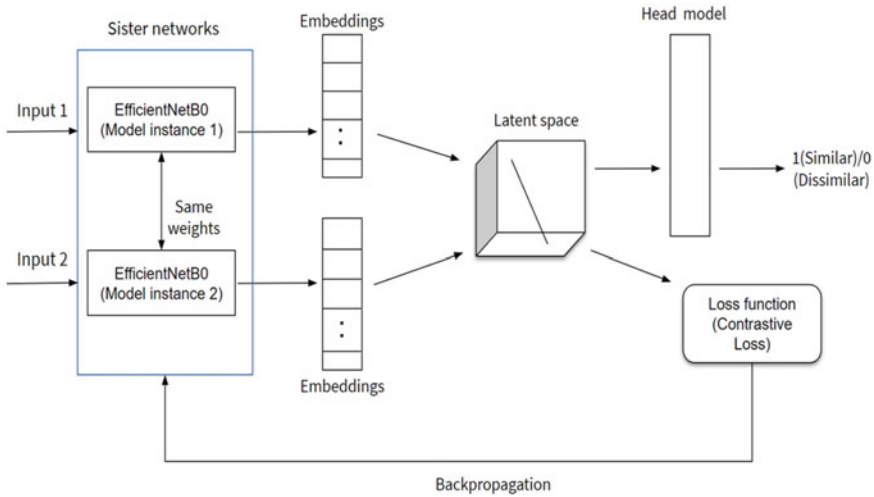 Sister networks
Embeddings
Head model
Input 1
EfficientNetB0
(Model instance 1)
Latent space
1(Similar)/0
(Dissimilar)
Same
weights
Input 2
EfficientNetB0
(Model instance 2)
Loss function
(Contrastive
Loss)
Embeddings
Backpropagation